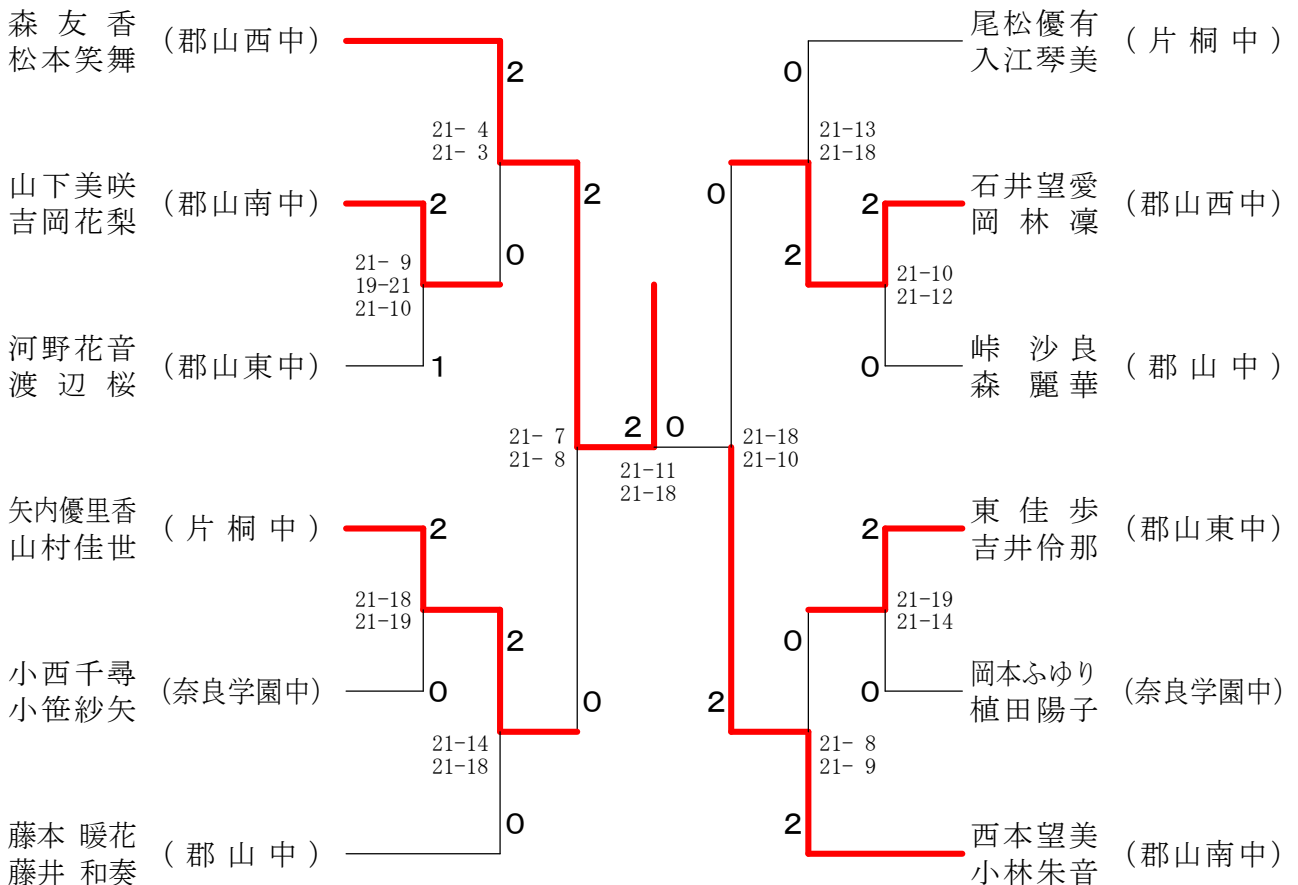 森 友 香
松本笑舞
(郡山西中)
2
21- 4
21- 3
山下美咲
吉岡花梨
(郡山南中)
2
21- 9
19-21
21-10
0
河野花音
渡 辺 桜
(郡山東中)
1
2
21- 7
21- 8
矢内優里香
山村佳世
(片桐中)
2
21-18
21-19
2
小西千尋
小笹紗矢
(奈良学園中)
0
0
21-14
21-18
藤本 暖花
藤井 和奏
(郡山中)
0
2 0
21-11
21-18
尾松優有
入江琴美
(片桐中)
0
21-13
21-18
0
石井望愛
岡 林 凜
(郡山西中)
2
2
21-10
21-12
峠 沙良
森 麗華
(郡山中)
0
21-18
21-10
東 佳 歩
吉井伶那
(郡山東中)
2
21-19
21-14
0
岡本ふゆり
植田陽子
(奈良学園中)
0
2
21- 8
21- 9
西本望美
小林朱音
(郡山南中)
2